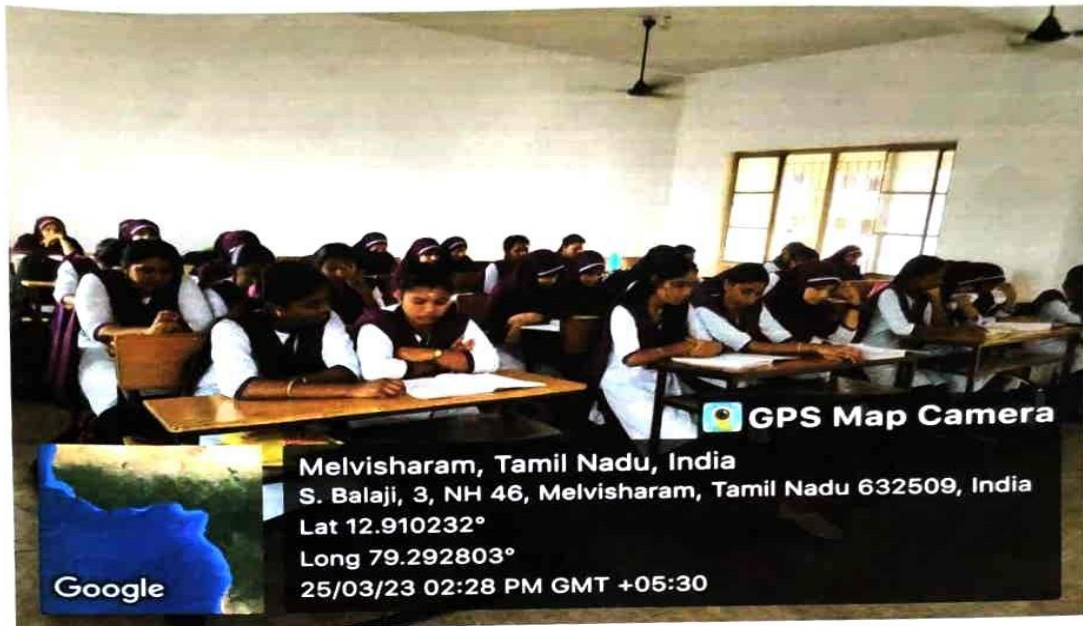 GPS Map Camera
Melvisharam, Tamil Nadu, India
S. Balaji, 3, NH 46, Melvisharam, Tamil Nadu 632509, India
Lat 12.910232°
Long 79.292803°
25/03/23 02:28 PM GMT +05:30
Google